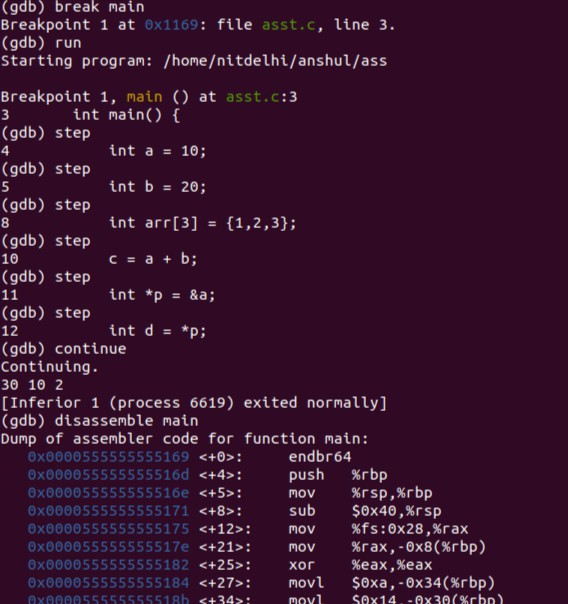 (gdb) break main
Breakpoint 1 at 0x1169: file asst.c, line 3.
(gdb) run
Starting program: /home/nitdelhi/anshul/ass

Breakpoint 1, main () at asst.c:3
3       int main() {
(gdb) step
4           int a = 10;
(gdb) step
5           int b = 20;
(gdb) step
8           int arr[3] = {1,2,3};
(gdb) step
10          c = a + b;
(gdb) step
11          int *p = &a;
(gdb) step
12          int d = *p;
(gdb) continue
Continuing.
30 10 2
[Inferior 1 (process 6619) exited normally]
(gdb) disassemble main
Dump of assembler code for function main:
   0x0000555555555169 <+0>:     endbr64
   0x000055555555516d <+4>:     push   %rbp
   0x000055555555516e <+5>:     mov    %rsp,%rbp
   0x0000555555555171 <+8>:     sub    $0x40,%rsp
   0x0000555555555175 <+12>:    mov    %fs:0x28,%rax
   0x000055555555517e <+21>:    mov    %rax,-0x8(%rbp)
   0x0000555555555182 <+25>:    xor    %eax,%eax
   0x0000555555555184 <+27>:    movl   $0xa,-0x34(%rbp)
   0x000055555555518b <+34>:    movl   $0x14,-0x30(%rbp)